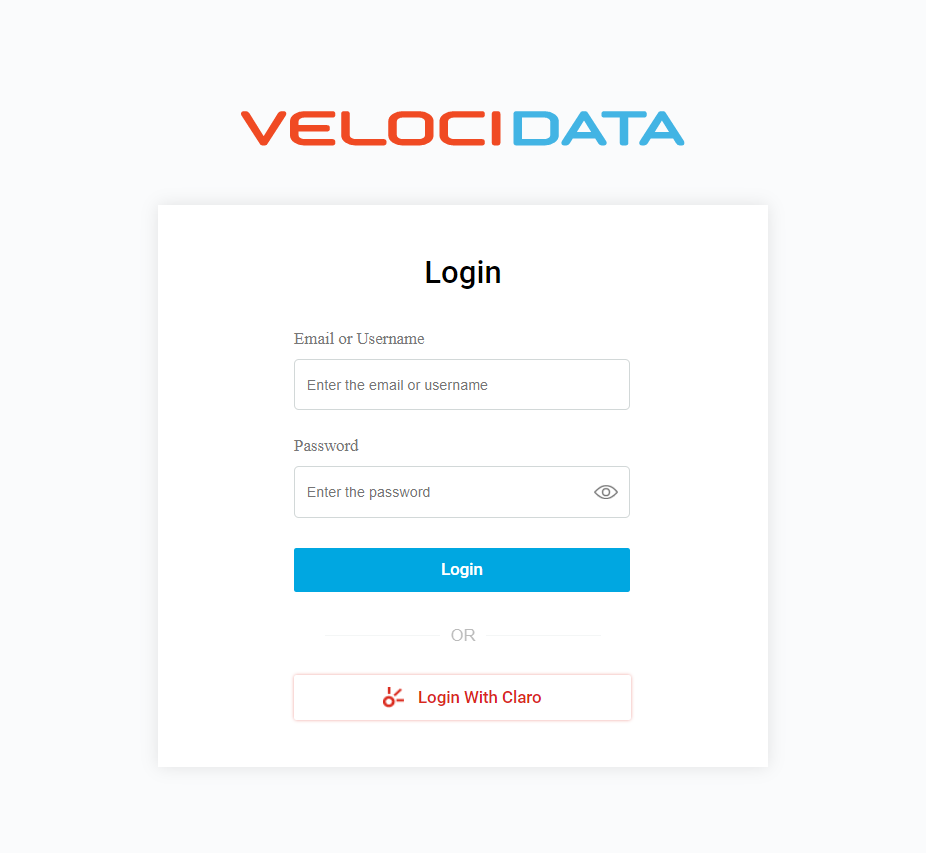 VELOCIDATA
Login
Email or Username
Enter the email or username
Password
Enter the password
Login
OR
Login With Claro